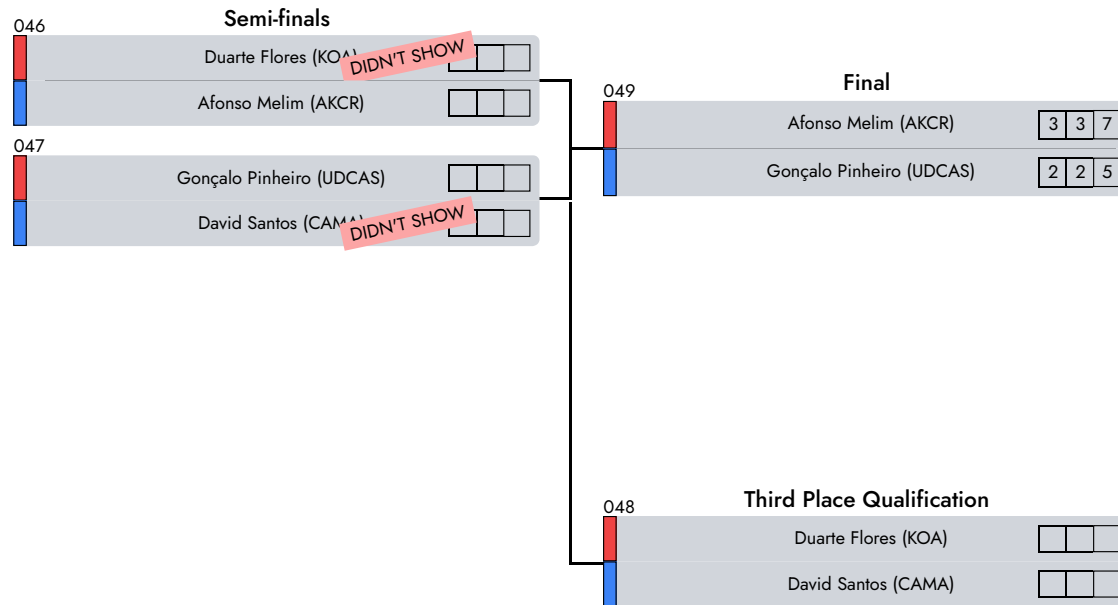 Semi-finals
046
Duarte Flores (KOA)
DIDN'T SHOW
Afonso Melim (AKCR)
047
Gonçalo Pinheiro (UDCAS)
David Santos (CAMA)
DIDN'T SHOW
Final
049
Afonso Melim (AKCR) 3 3 7
Gonçalo Pinheiro (UDCAS) 2 2 5
Third Place Qualification
048
Duarte Flores (KOA)
David Santos (CAMA)